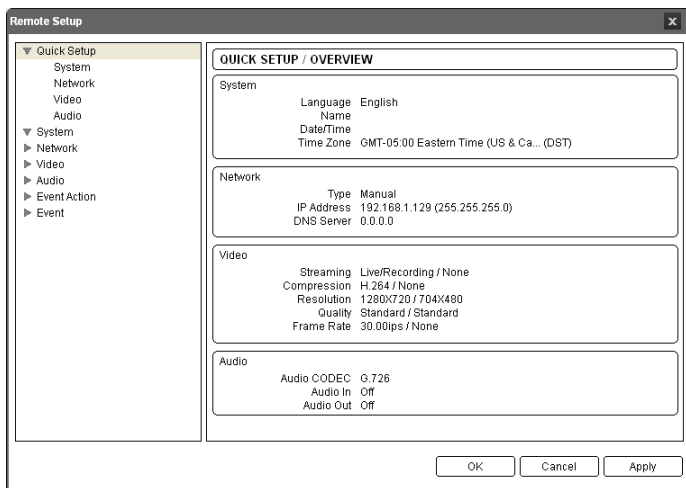 Remote Setup
x
Quick Setup
System
Network
Video
Audio
System
Network
Video
Audio
Event Action
Event
QUICK SETUP / OVERVIEW
System
Language English
Name
Date/Time
Time Zone GMT-05:00 Eastern Time (US & Ca... (DST)
Network
Type Manual
IP Address 192.168.1.129 (255.255.255.0)
DNS Server 0.0.0.0
Video
Streaming Live/Recording / None
Compression H.264 / None
Resolution 1280X720 / 704X480
Quality Standard / Standard
Frame Rate 30.00ips / None
Audio
Audio CODEC G.726
Audio In Off
Audio Out Off
OK Cancel Apply